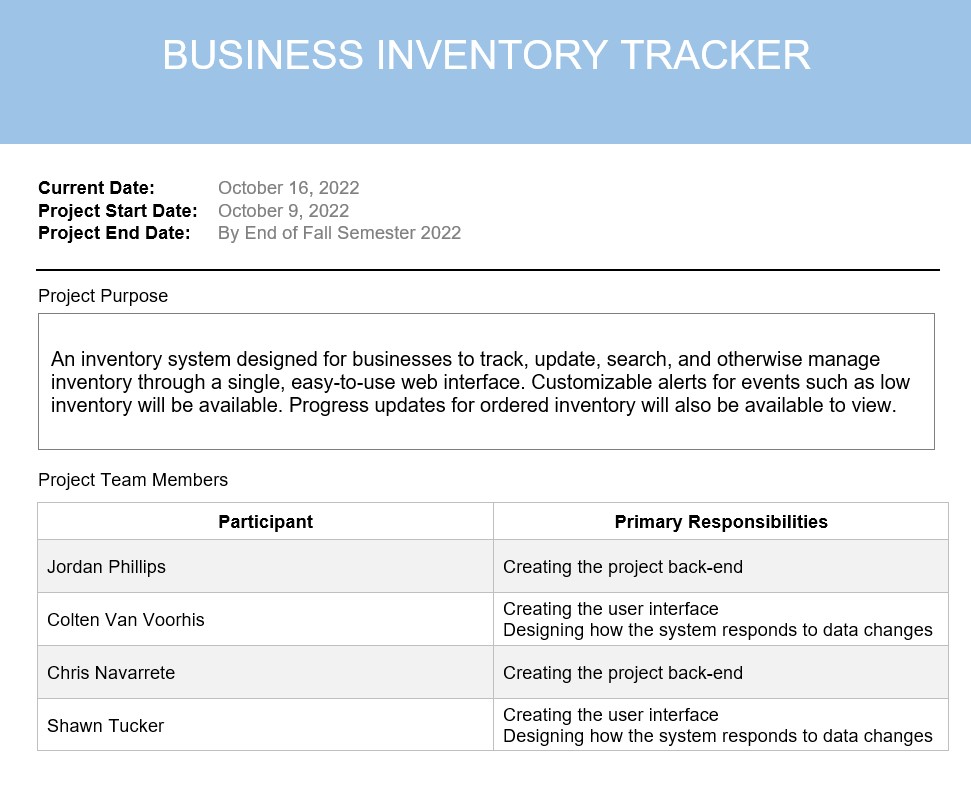 BUSINESS INVENTORY TRACKER
Current Date: October 16, 2022
Project Start Date: October 9, 2022
Project End Date: By End of Fall Semester 2022
Project Purpose
An inventory system designed for businesses to track, update, search, and otherwise manage
inventory through a single, easy-to-use web interface. Customizable alerts for events such as low
inventory will be available. Progress updates for ordered inventory will also be available to view.
Project Team Members
Participant Primary Responsibilities
Jordan Phillips Creating the project back-end
Colten Van Voorhis Creating the user interface
Designing how the system responds to data changes
Chris Navarrete Creating the project back-end
Shawn Tucker Creating the user interface
Designing how the system responds to data changes